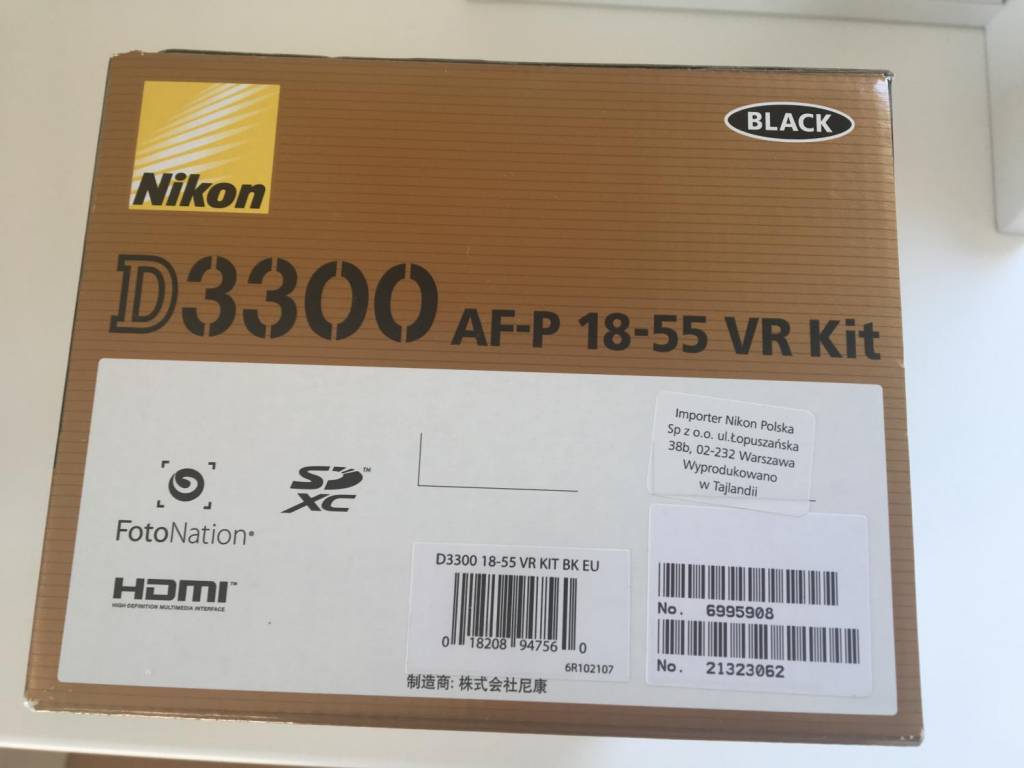 Nikon
BLACK
D3300 AF-P 18-55 VR Kit
Importer Nikon Polska
Sp z o.o. ul.Łopuszańska
38b, 02-232 Warszawa
Wyprodukowano
w Tajlandii
FotoNation
SD XC™
HDMI™
HIGH-DEFINITION MULTIMEDIA INTERFACE
D3300 18-55 VR KIT BK EU
0 18208 94756 0
6R102107
制造商: 株式会社尼康
No. 6995908
No. 21323062